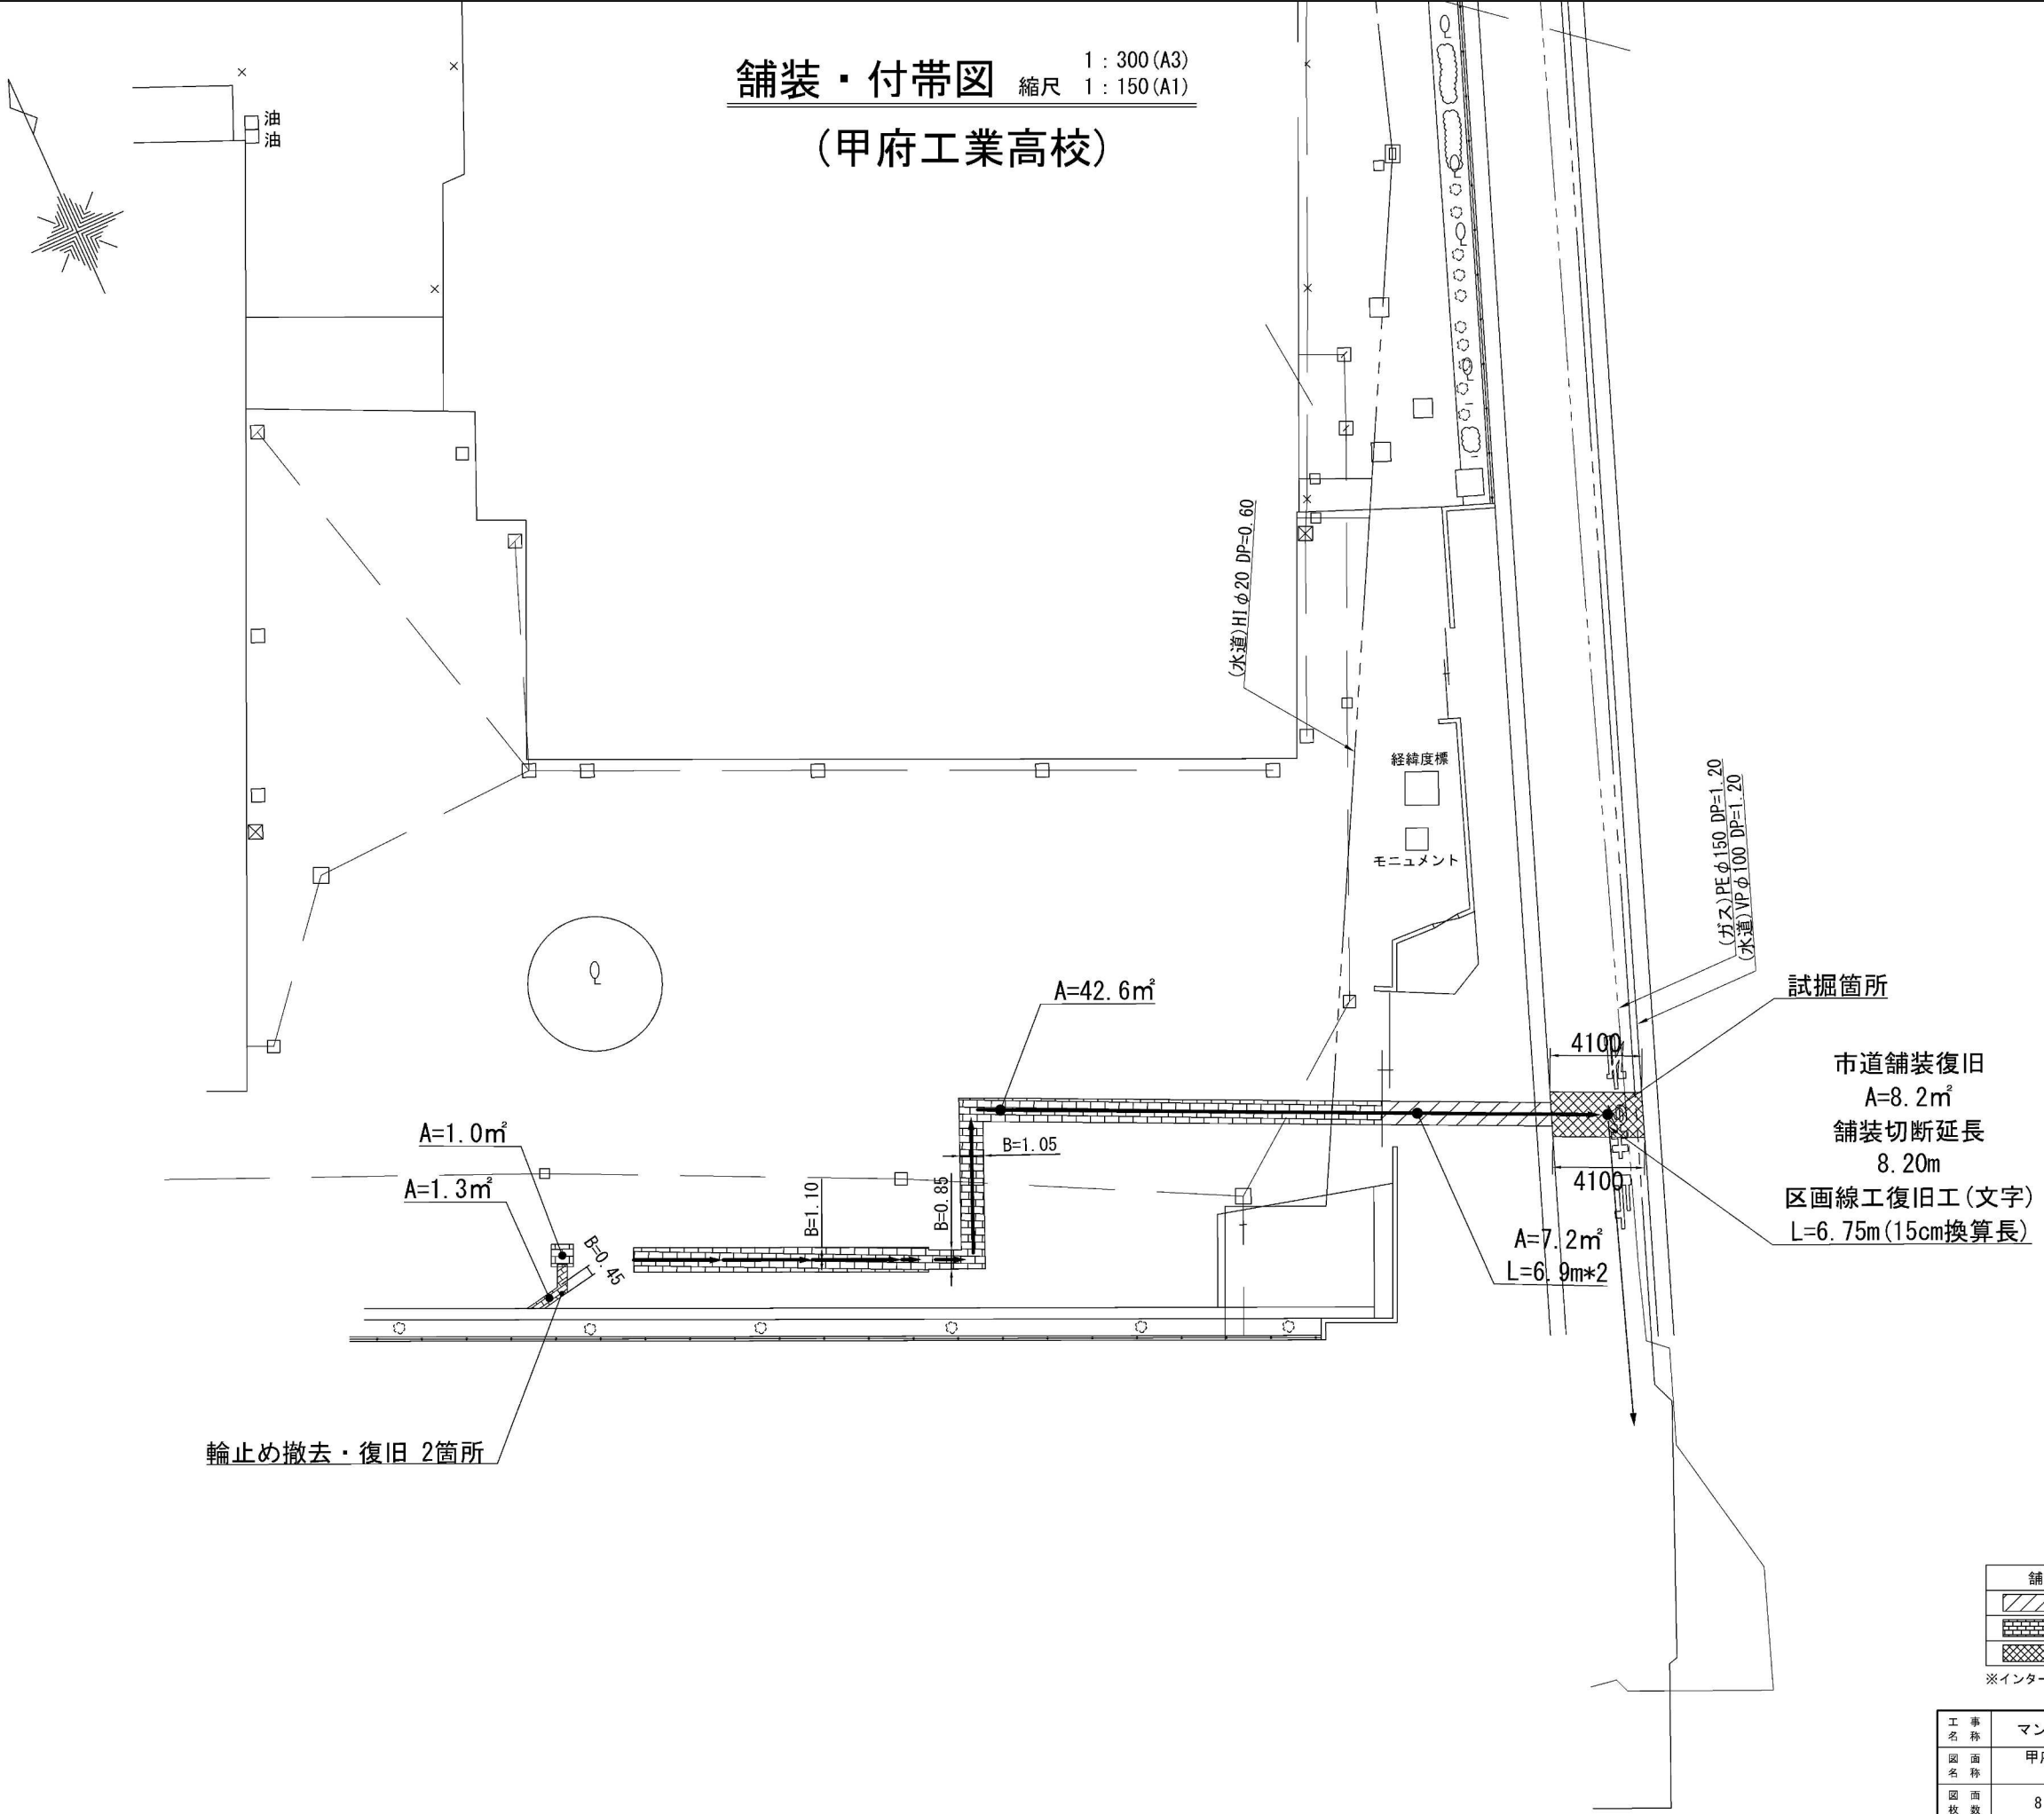 舗装・付帯図 縮尺 1：300(A3)
1：150(A1)
(甲府工業高校)
油
油
(水道)HIφ20 DP=0.60
経緯度標
モニュメント
(ガス)PEφ150 DP=1.20
(水道)VPφ100 DP=1.20
試掘箇所
A=42.6㎡
4100
市道舗装復旧
A=8.2㎡
舗装切断延長
8.20m
区画線工復旧工(文字)
L=6.75m(15cm換算長)
4100
A=1.0㎡
A=1.3㎡
B=1.05
B=1.10
B=0.85
B=0.45
A=7.2㎡
L=6.9m*2
輪止め撤去・復旧 2箇所
舗
※インター
工事名称 マン
図面名称 甲府
図面枚数 8